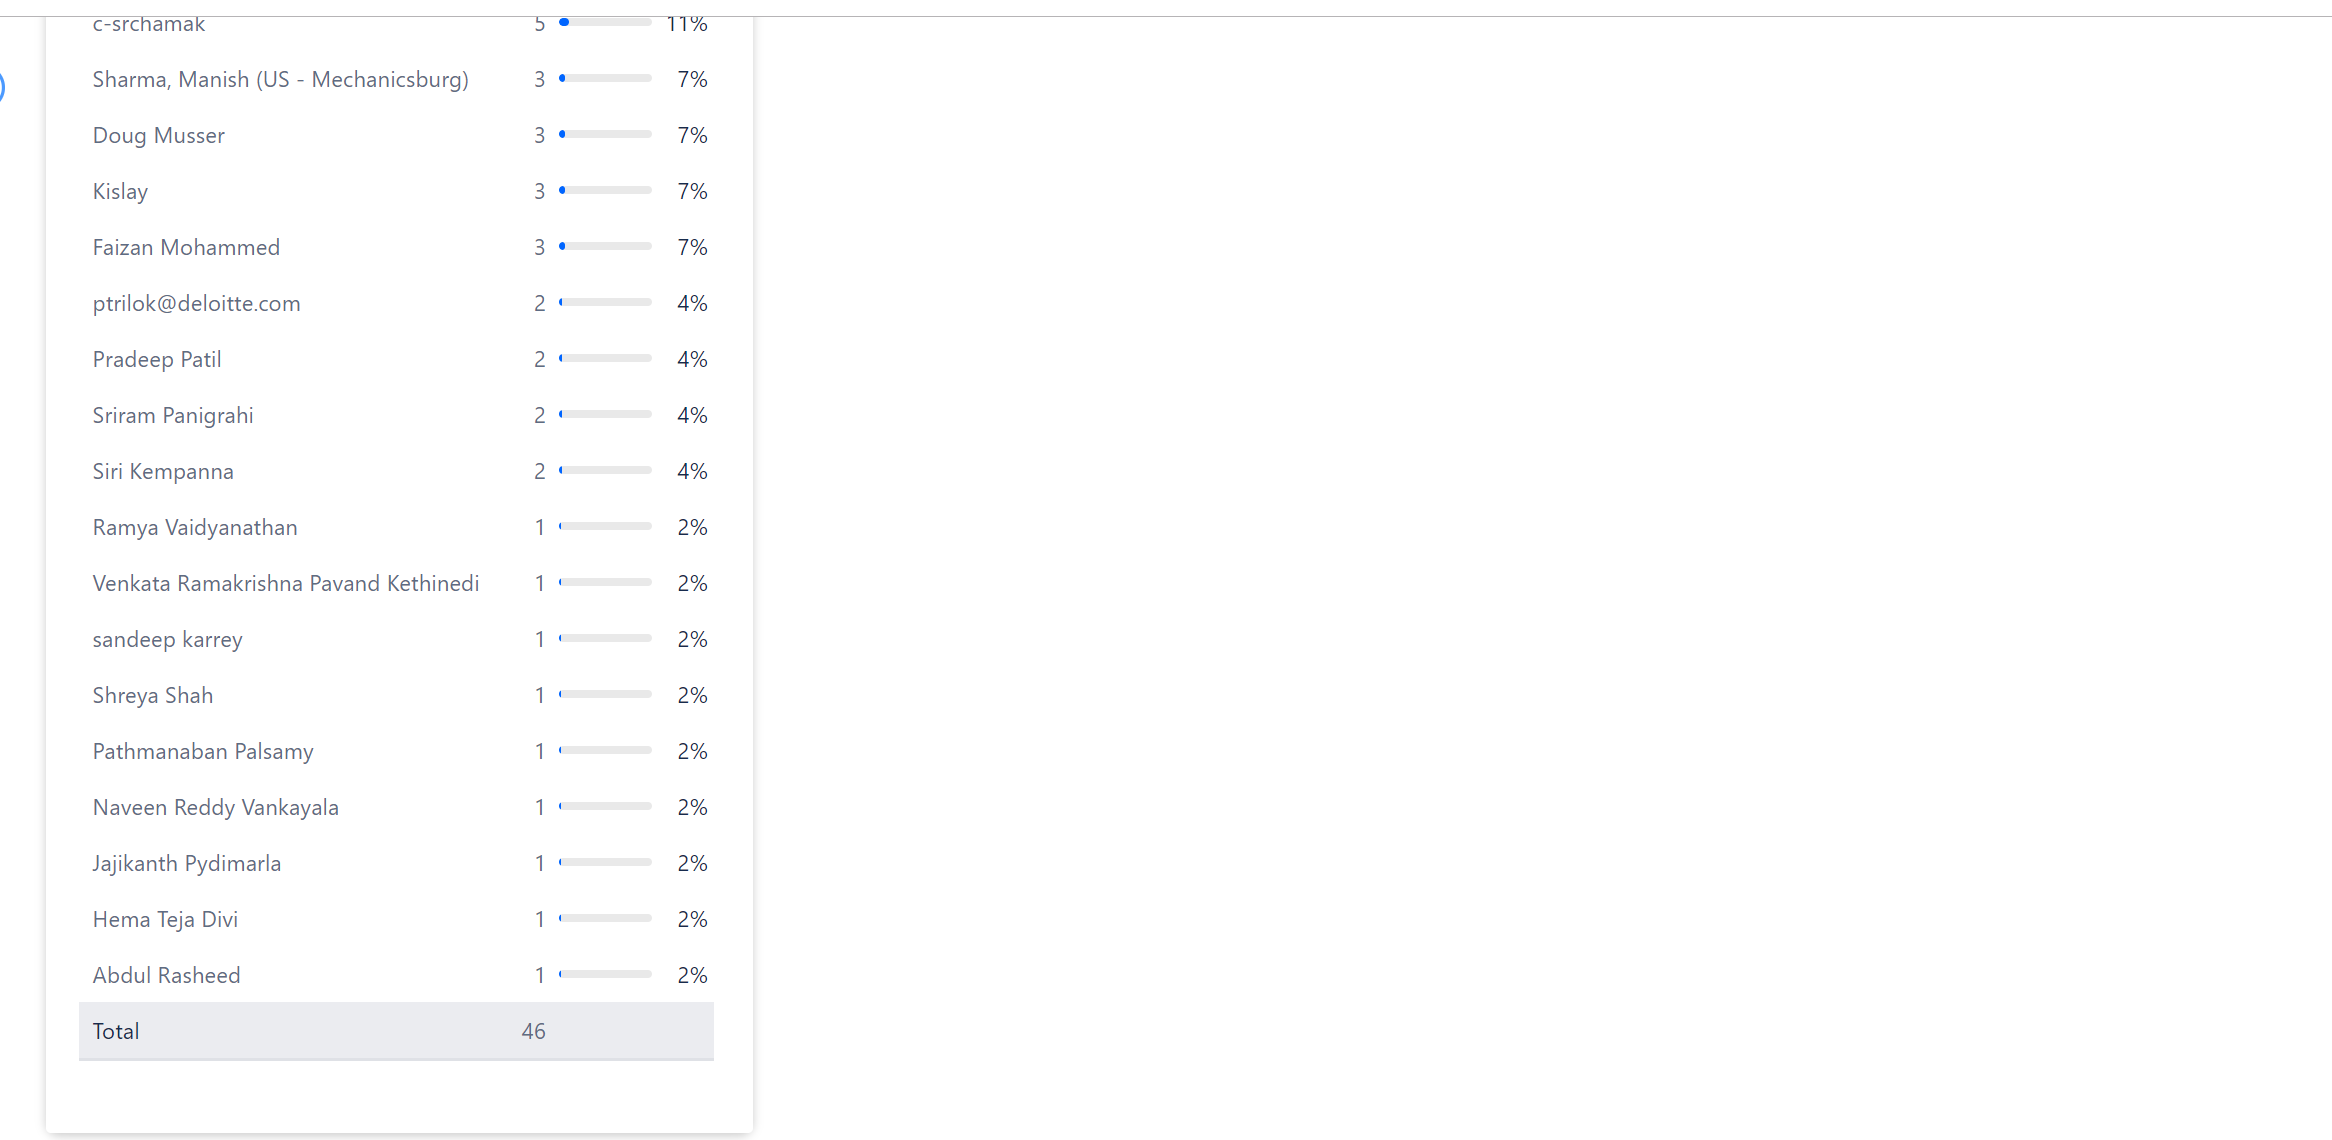 c-srchamak 5 11%
Sharma, Manish (US - Mechanicsburg) 3 7%
Doug Musser 3 7%
Kislay 3 7%
Faizan Mohammed 3 7%
ptrilok@deloitte.com 2 4%
Pradeep Patil 2 4%
Sriram Panigrahi 2 4%
Siri Kempanna 2 4%
Ramya Vaidyanathan 1 2%
Venkata Ramakrishna Pavand Kethinedi 1 2%
sandeep karrey 1 2%
Shreya Shah 1 2%
Pathmanaban Palsamy 1 2%
Naveen Reddy Vankayala 1 2%
Jajikanth Pydimarla 1 2%
Hema Teja Divi 1 2%
Abdul Rasheed 1 2%
Total 46